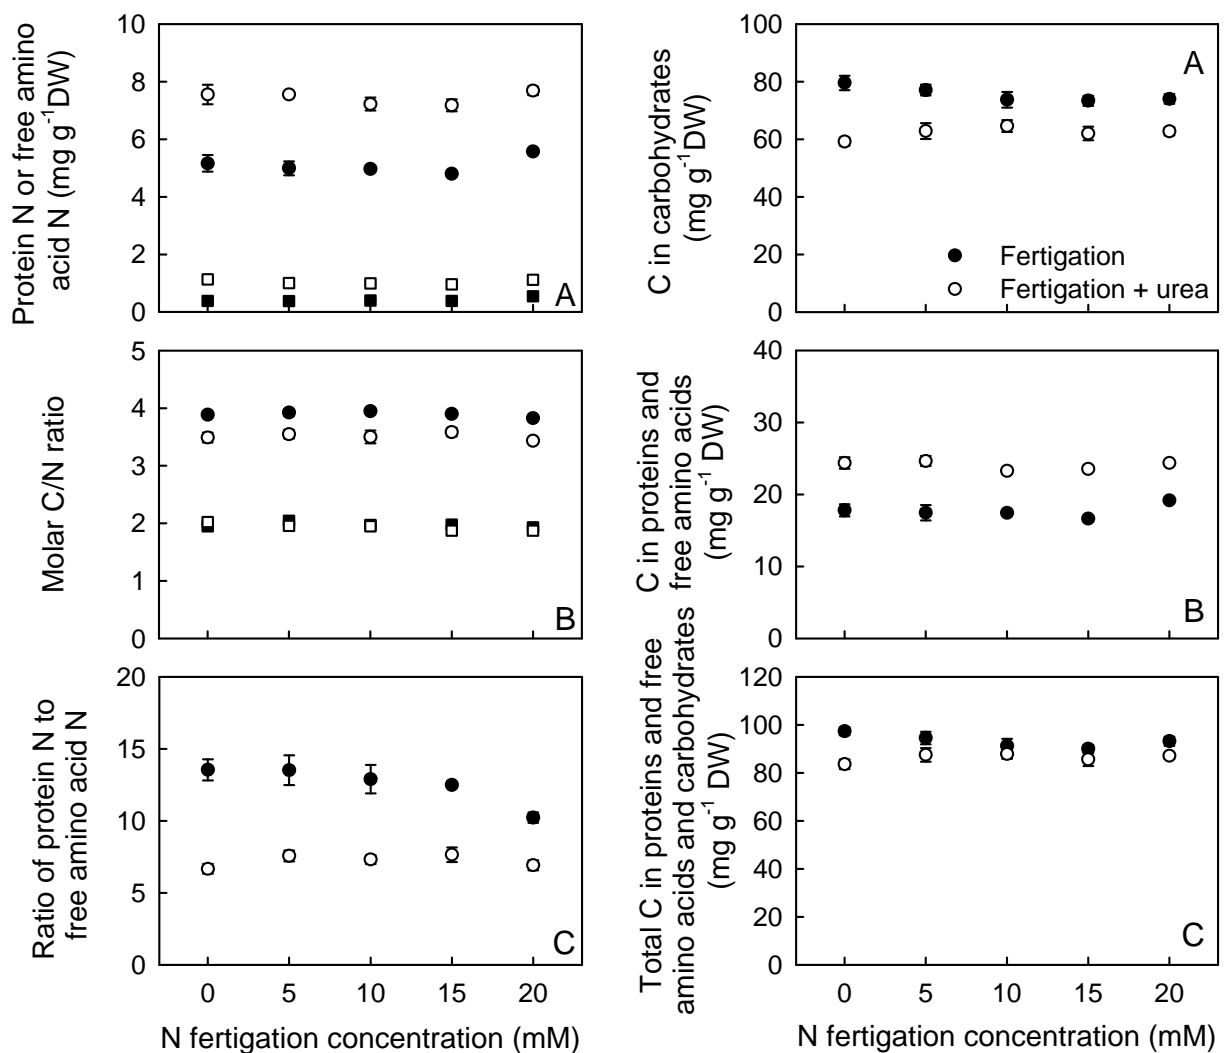 Protein N or free amino
acid N (mg g-1DW)
10
8
6
4
2
0
A
Molar C/N ratio
5
4
3
2
1
0
B
Ratio of protein N to
free amino acid N
20
15
10
5
0
C
0 5 10 15 20
N fertigation concentration (mM)
C in carbohydrates
(mg g-1DW)
100
80
60
40
20
0
A
Fertigation
Fertigation + urea
C in proteins and
free amino acids
(mg g-1 DW)
40
30
20
10
0
B
Total C in proteins and free
amino acids and carbohydrates
(mg g-1 DW)
120
100
80
60
40
20
0
C
0 5 10 15 20
N fertigation concentration (mM)